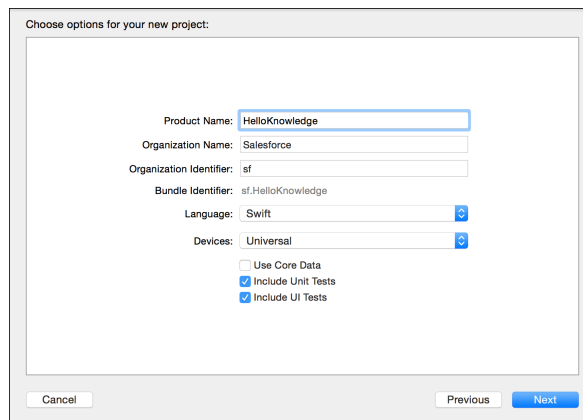 Choose options for your new project:
Product Name: HelloKnowledge
Organization Name: Salesforce
Organization Identifier: sf
Bundle Identifier: sf.HelloKnowledge
Language: Swift
Devices: Universal
Use Core Data
Include Unit Tests
Include UI Tests
Cancel Previous Next